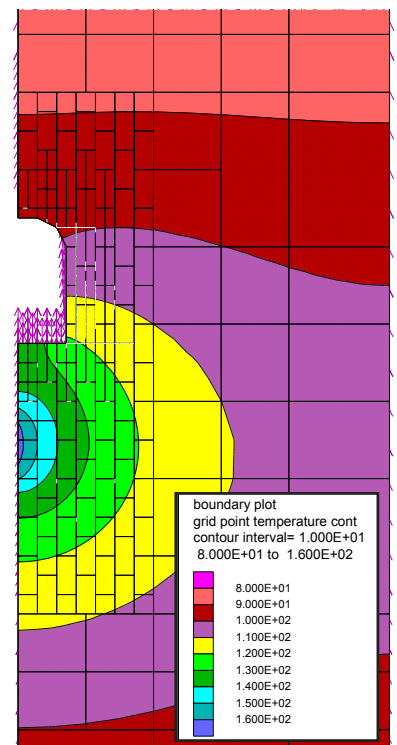 boundary plot
grid point temperature cont
contour interval= 1.000E+01
8.000E+01 to 1.600E+02
8.000E+01
9.000E+01
1.000E+02
1.100E+02
1.200E+02
1.300E+02
1.400E+02
1.500E+02
1.600E+02